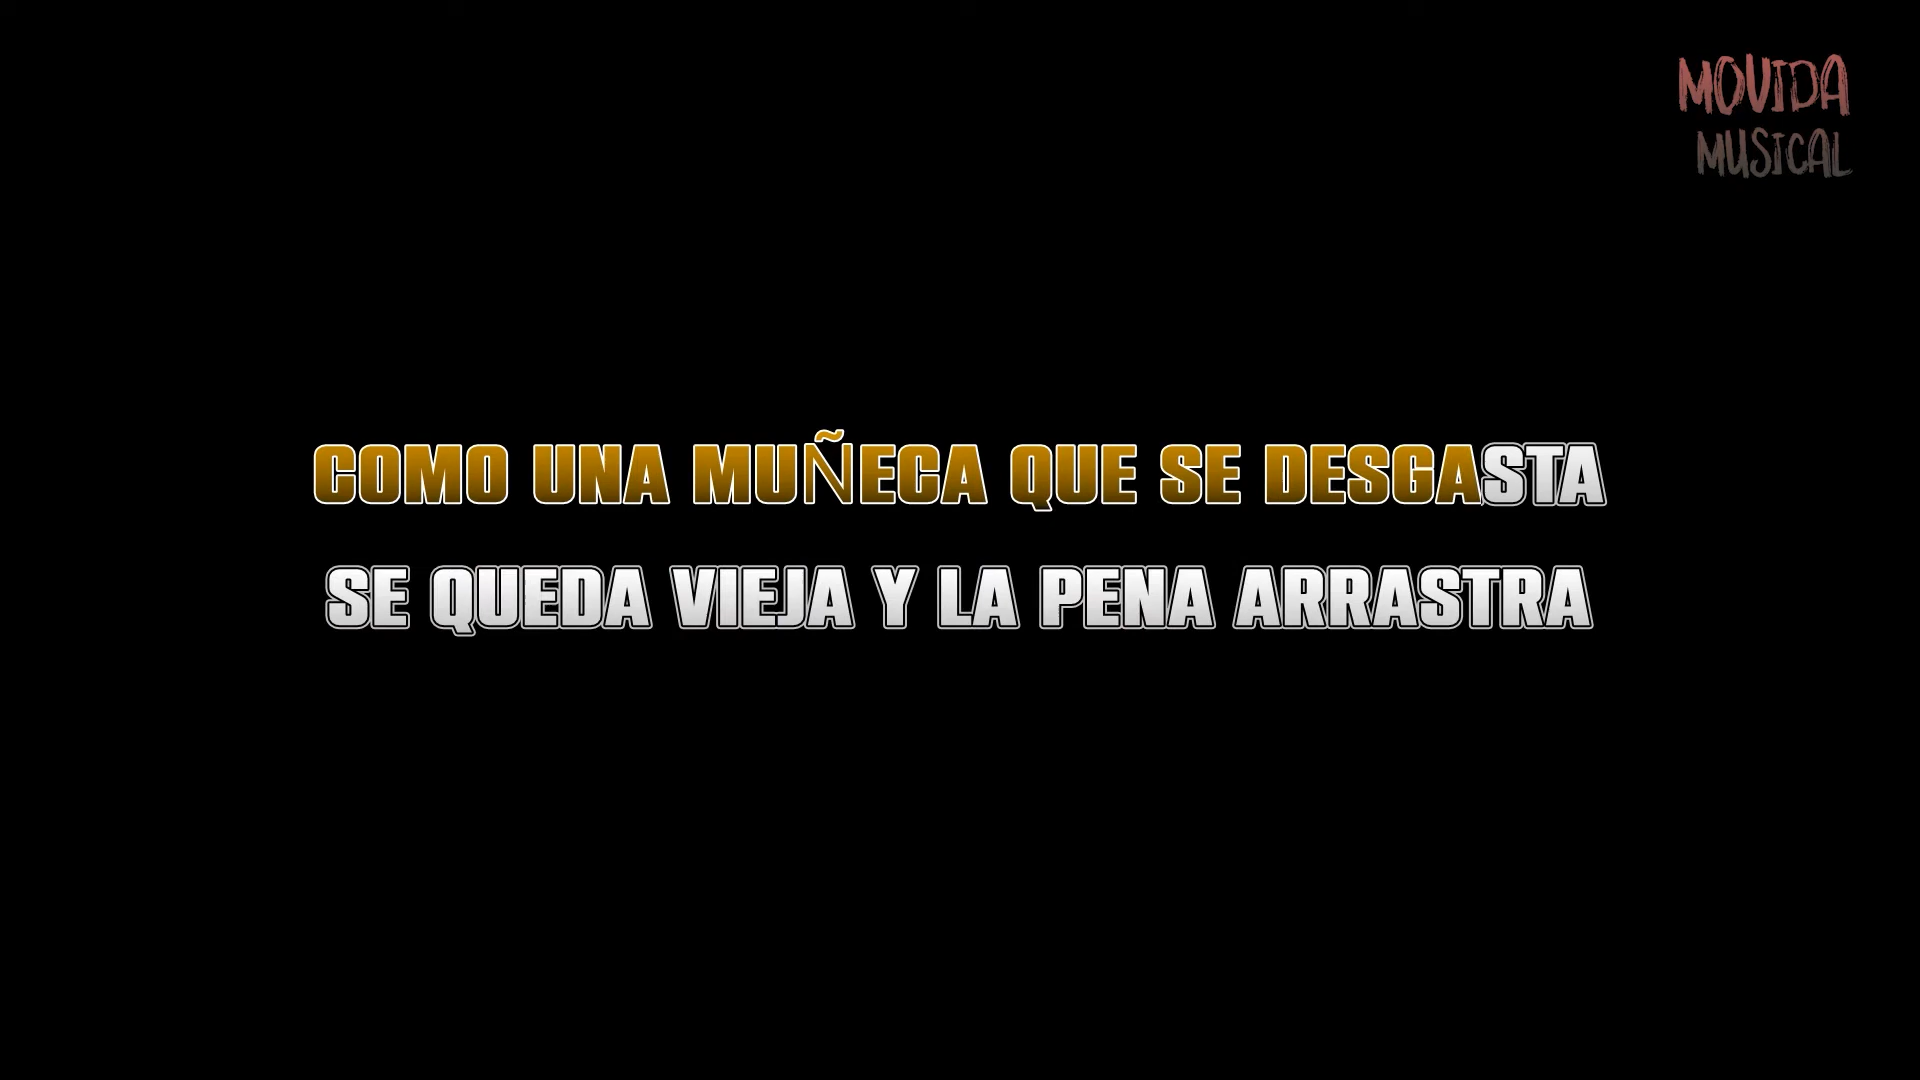 MOVIDA
MUSICAL
COMO UNA MUÑECA QUE SE DESGASTA
SE QUEDA VIEJA Y LA PENA ARRASTRA